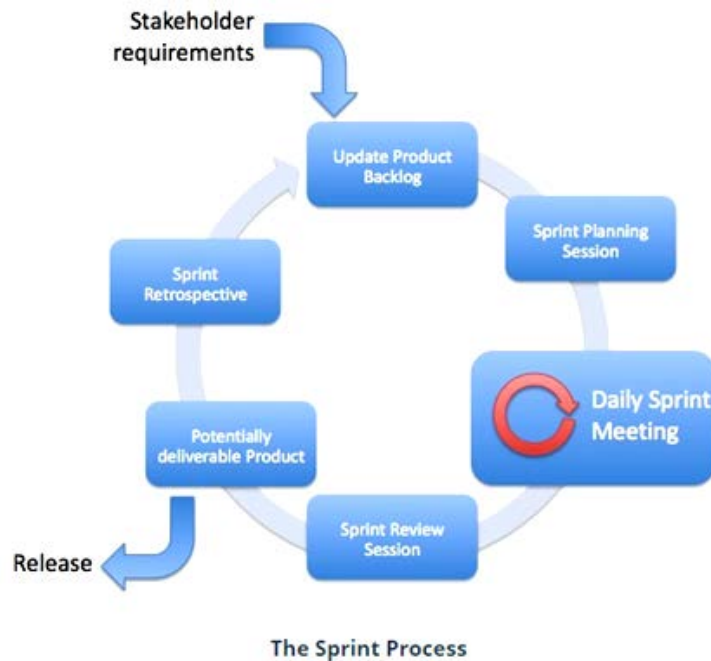 Stakeholder
requirements
Update Product
Backlog
Sprint Planning
Session
Daily Sprint
Meeting
Sprint Review
Session
Potentially
deliverable Product
Sprint
Retrospective
Release
The Sprint Process